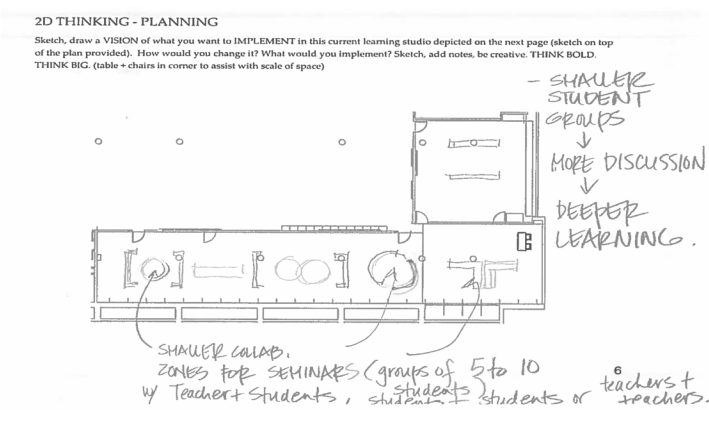 2D THINKING - PLANNING
Sketch, draw a VISION of what you want to IMPLEMENT in this current learning studio depicted on the next page (sketch on top
of the plan provided). How would you change it? What would you implement? Sketch, add notes, be creative. THINK BOLD.
THINK BIG. (table + chairs in corner to assist with scale of space)
- SMALLER
STUDENT
GROUPS
↓
MORE DISCUSSION
↓
DEEPER
LEARNING.
SMALLER COLLAB.
ZONES FOR SEMINARS (groups of 5 to 10
students)
w/ Teacher + students, students + students or teachers +
teachers.
6